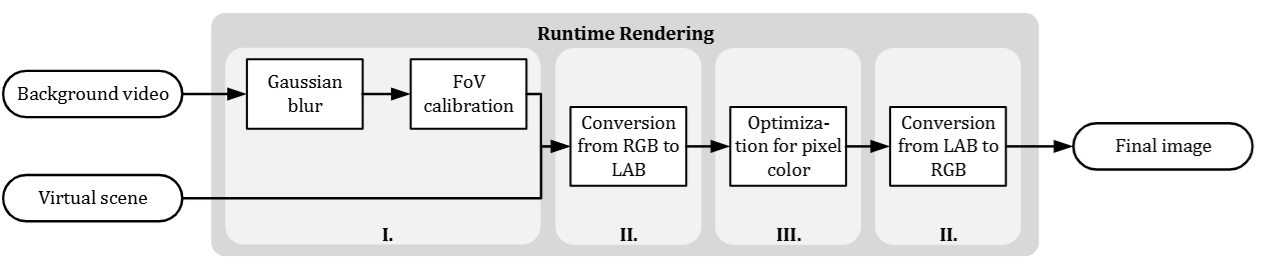 Runtime Rendering
Background video
Gaussian
blur
FoV
calibration
Virtual scene
Conversion
from RGB to
LAB
Optimiza-
tion for pixel
color
Conversion
from LAB to
RGB
Final image
I.
II.
III.
II.